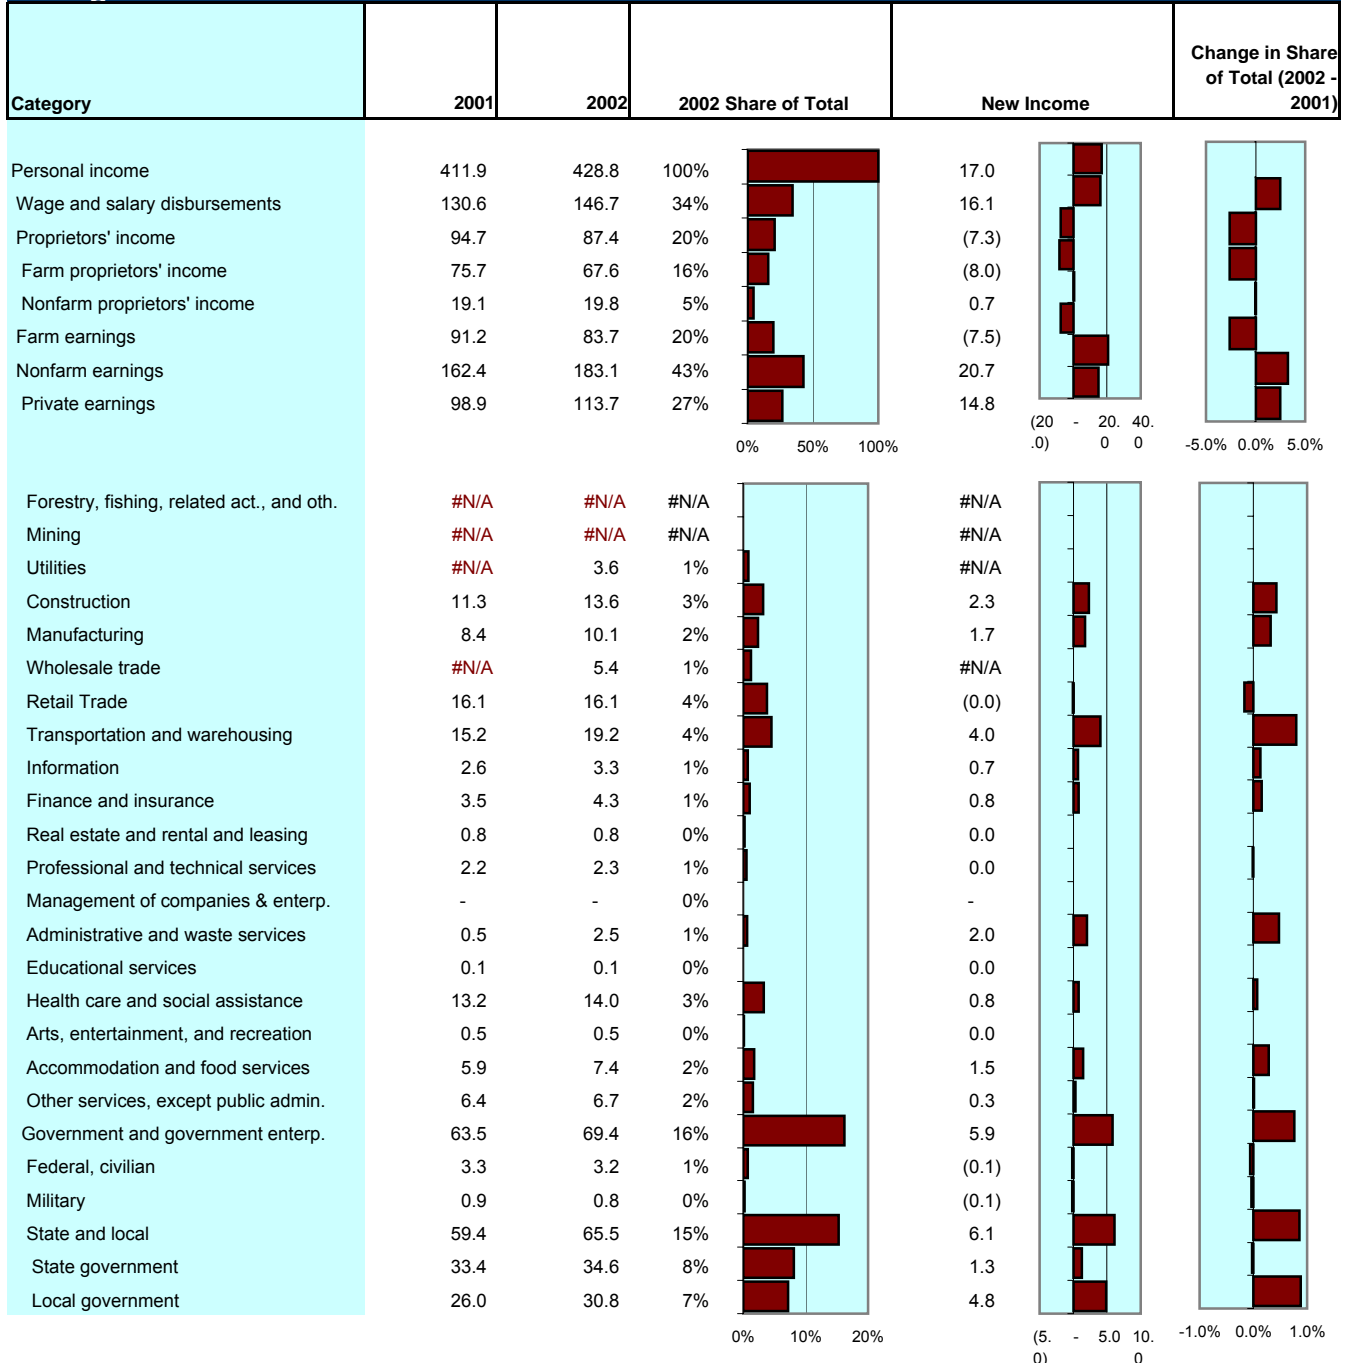 Category 2001 2002 2002 Share of Total New Income Change in Share of Total (2002 - 2001)
Personal income 411.9 428.8 100% 17.0
Wage and salary disbursements 130.6 146.7 34% 16.1
Proprietors' income 94.7 87.4 20% (7.3)
Farm proprietors' income 75.7 67.6 16% (8.0)
Nonfarm proprietors' income 19.1 19.8 5% 0.7
Farm earnings 91.2 83.7 20% (7.5)
Nonfarm earnings 162.4 183.1 43% 20.7
Private earnings 98.9 113.7 27% 14.8
0% 50% 100% (20.0) - 20.0 40.0 -5.0% 0.0% 5.0%
Forestry, fishing, related act., and oth. #N/A #N/A #N/A #N/A
Mining #N/A #N/A #N/A #N/A
Utilities #N/A 3.6 1% #N/A
Construction 11.3 13.6 3% 2.3
Manufacturing 8.4 10.1 2% 1.7
Wholesale trade #N/A 5.4 1% #N/A
Retail Trade 16.1 16.1 4% (0.0)
Transportation and warehousing 15.2 19.2 4% 4.0
Information 2.6 3.3 1% 0.7
Finance and insurance 3.5 4.3 1% 0.8
Real estate and rental and leasing 0.8 0.8 0% 0.0
Professional and technical services 2.2 2.3 1% 0.0
Management of companies & enterp. - - 0% -
Administrative and waste services 0.5 2.5 1% 2.0
Educational services 0.1 0.1 0% 0.0
Health care and social assistance 13.2 14.0 3% 0.8
Arts, entertainment, and recreation 0.5 0.5 0% 0.0
Accommodation and food services 5.9 7.4 2% 1.5
Other services, except public admin. 6.4 6.7 2% 0.3
Government and government enterp. 63.5 69.4 16% 5.9
Federal, civilian 3.3 3.2 1% (0.1)
Military 0.9 0.8 0% (0.1)
State and local 59.4 65.5 15% 6.1
State government 33.4 34.6 8% 1.3
Local government 26.0 30.8 7% 4.8
0% 10% 20% (5.0) - 5.0 10.0 -1.0% 0.0% 1.0%